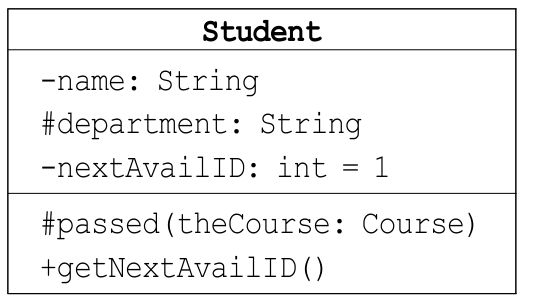 Student
-name: String
#department: String
-nextAvailID: int = 1
#passed(theCourse: Course)
+getNextAvailID()